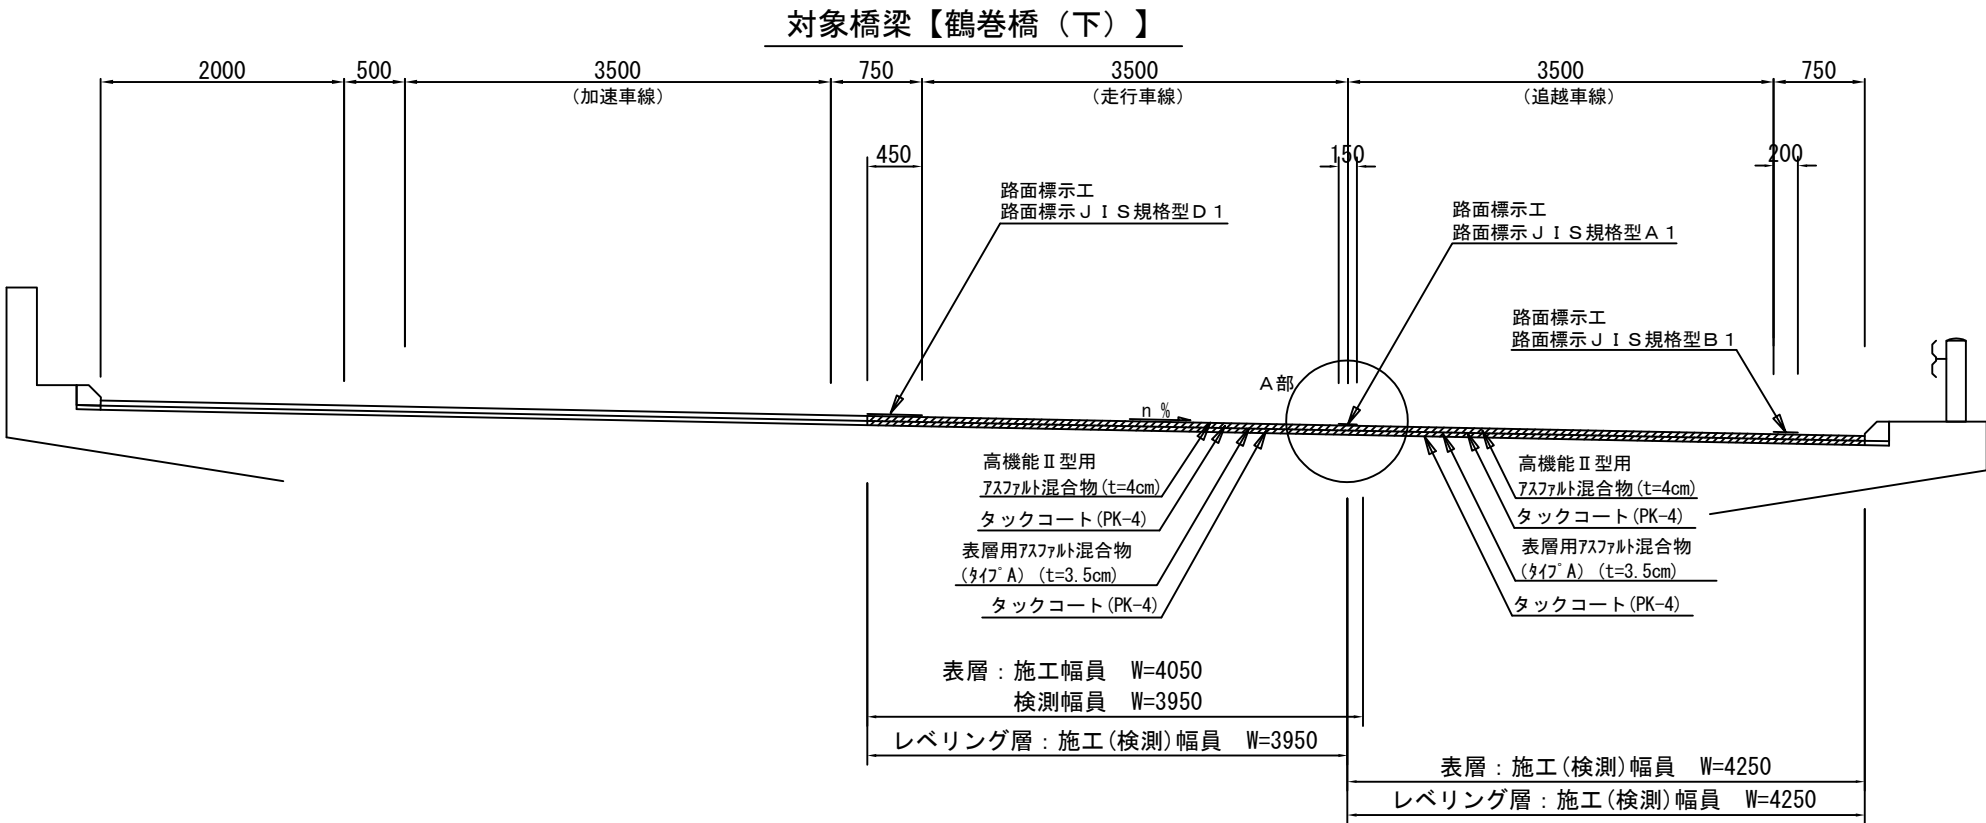 対象橋梁【鶴巻橋（下）】
2000
500
3500
(加速車線)
750
3500
(走行車線)
3500
(追越車線)
750
450
150
200
路面標示工
路面標示ＪＩＳ規格型Ｄ１
路面標示工
路面標示ＪＩＳ規格型Ａ１
路面標示工
路面標示ＪＩＳ規格型Ｂ１
Ａ部
n %
高機能Ⅱ型用
ｱｽﾌｧﾙﾄ混合物(t=4cm)
タックコート(PK-4)
表層用ｱｽﾌｧﾙﾄ混合物
(ﾀｲﾌﾟA) (t=3.5cm)
タックコート(PK-4)
高機能Ⅱ型用
ｱｽﾌｧﾙﾄ混合物(t=4cm)
タックコート(PK-4)
表層用ｱｽﾌｧﾙﾄ混合物
(ﾀｲﾌﾟA) (t=3.5cm)
タックコート(PK-4)
表層：施工幅員　W=4050
検測幅員　W=3950
レベリング層：施工(検測)幅員　W=3950
表層：施工(検測)幅員　W=4250
レベリング層：施工(検測)幅員　W=4250